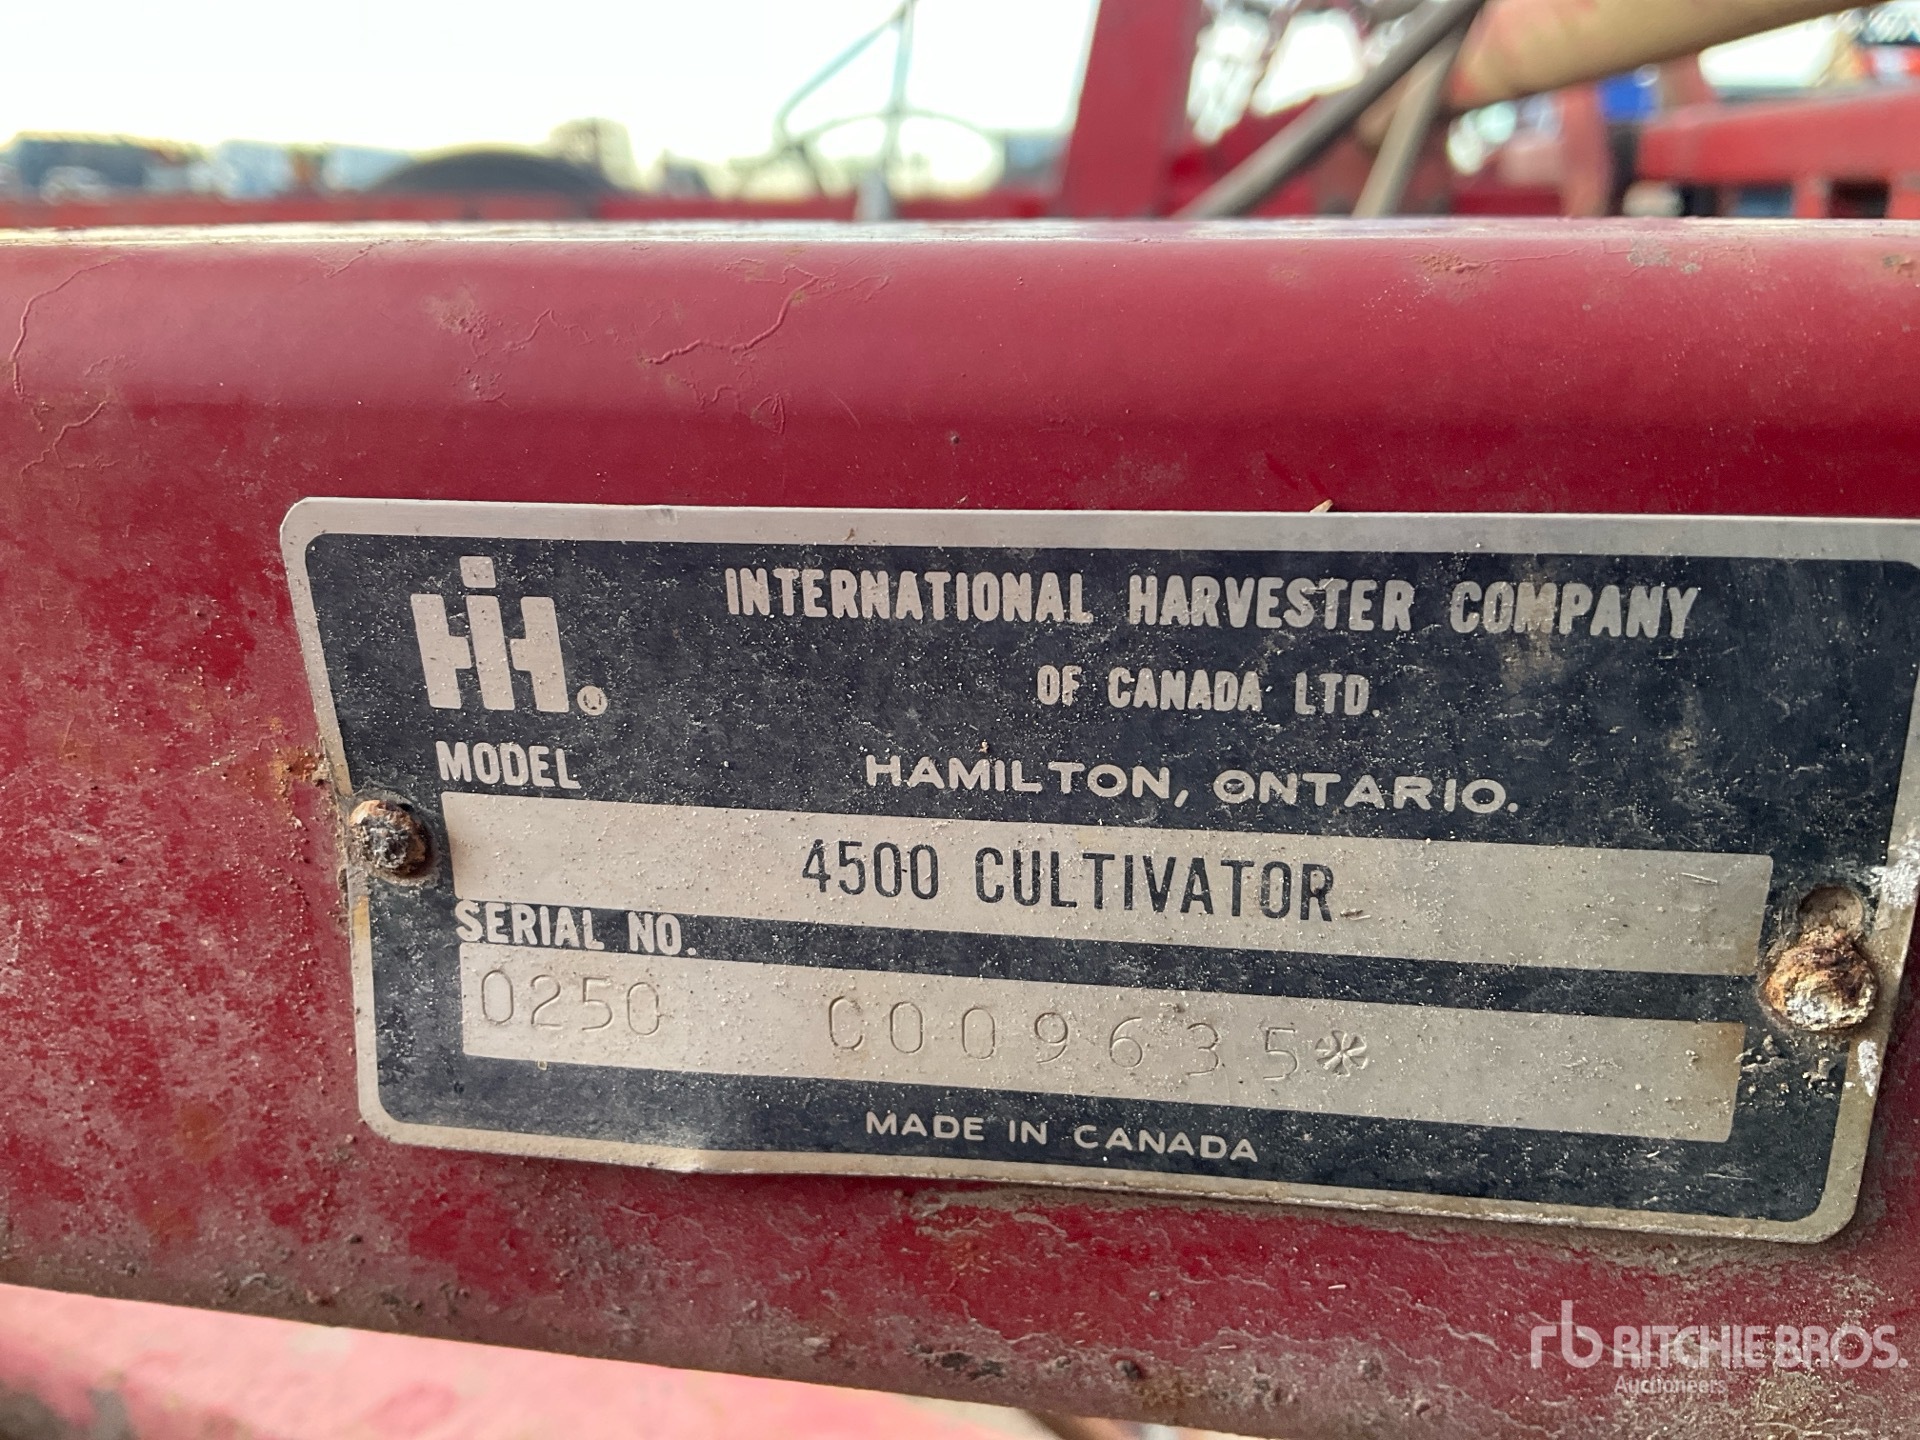 IH
INTERNATIONAL HARVESTER COMPANY
OF CANADA LTD.
HAMILTON, ONTARIO.
MODEL
4500 CULTIVATOR
SERIAL NO.
0250 C009635*
MADE IN CANADA
rb RITCHIE BROS.
Auctioneers